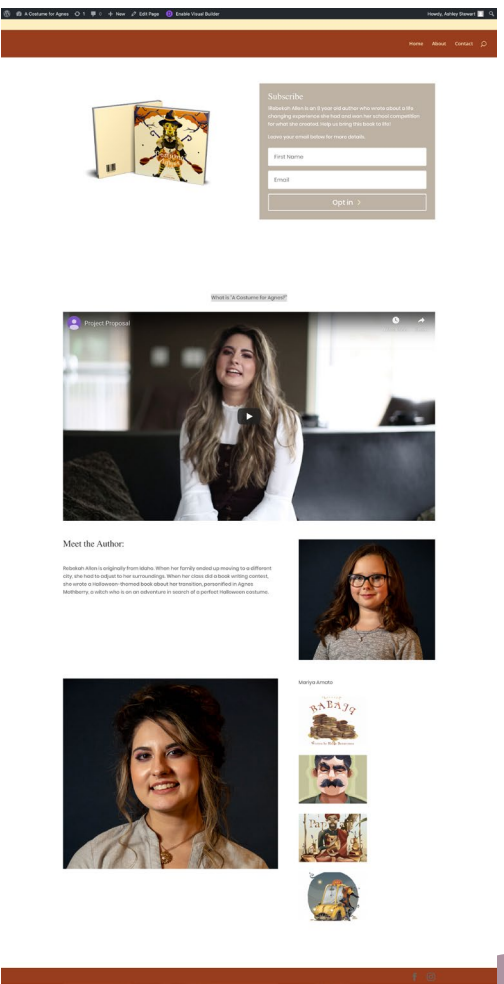 A Costume for Agnes 1 0 New Edit Page Enable Visual Builder Howdy, Ashley Stewart
Home About Contact
Subscribe
Rebekah Allen is an 8 year old author who wrote about a life
changing experience she had and won her school competition
for what she created. Help us bring this book to life!
Leave your email below for more details.
First Name
Email
Opt in
What is "A Costume for Agnes?"
Project Proposal
Meet the Author:
Rebekah Allen is originally from Idaho. When her family ended up moving to a different
city, she had to adjust to her surroundings. When her class did a book writing contest,
she wrote a Halloween-themed book about her transition, personified in Agnes
Methberry, a witch who is on an adventure in search of a perfect Halloween costume.
Mariya Amato